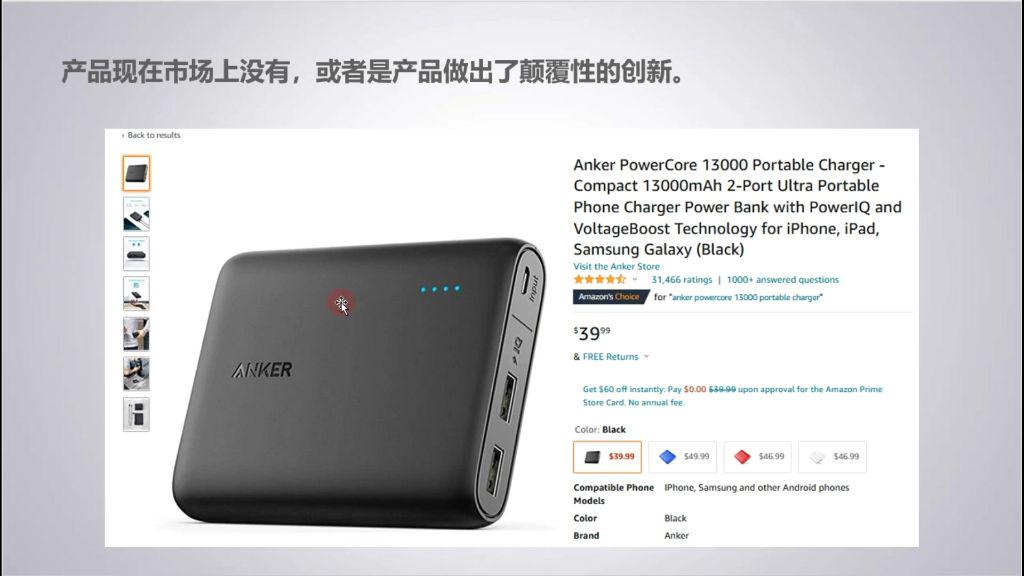 产品现在市场上没有，或者是产品做出了颠覆性的创新。
‹ Back to results
Anker PowerCore 13000 Portable Charger -
Compact 13000mAh 2-Port Ultra Portable
Phone Charger Power Bank with PowerIQ and
VoltageBoost Technology for iPhone, iPad,
Samsung Galaxy (Black)
Visit the Anker Store
31,466 ratings | 1000+ answered questions
Amazon's Choice for "anker powercore 13000 portable charger"
$39.99
& FREE Returns
Get $60 off instantly: Pay $0.00 $39.99 upon approval for the Amazon Prime
Store Card. No annual fee.
Color: Black
$39.99 $49.99 $46.99 $46.99
Compatible Phone Models IPhone, Samsung and other Android phones
Color Black
Brand Anker
ANKER
Input